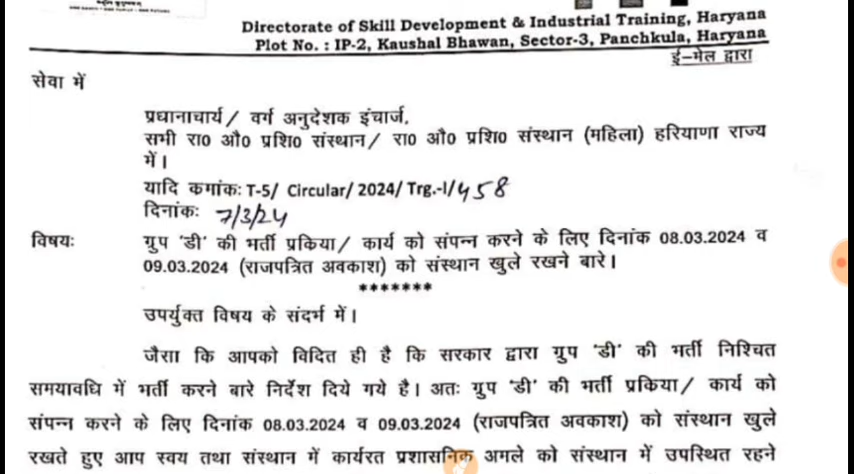 Directorate of Skill Development & Industrial Training, Haryana
Plot No. : IP-2, Kaushal Bhawan, Sector-3, Panchkula, Haryana
ई-मेल द्वारा
सेवा में
प्रधानाचार्य/ वर्ग अनुदेशक इंचार्ज,
सभी रा0 औ0 प्रशि0 संस्थान/ रा0 औ0 प्रशि0 संस्थान (महिला) हरियाणा राज्य
में।
यादि कमांकः T-5/ Circular/ 2024/ Trg.-I/458
दिनांकः 7/3/24
विषयः ग्रुप 'डी' की भर्ती प्रकिया/ कार्य को संपन्न करने के लिए दिनांक 08.03.2024 व
09.03.2024 (राजपत्रित अवकाश) को संस्थान खुले रखने बारे।
*******
उपर्युक्त विषय के संदर्भ में।
जैसा कि आपको विदित ही है कि सरकार द्वारा ग्रुप 'डी' की भर्ती निश्चित
समयावधि में भर्ती करने बारे निर्देश दिये गये है। अतः ग्रुप 'डी' की भर्ती प्रकिया/ कार्य को
संपन्न करने के लिए दिनांक 08.03.2024 व 09.03.2024 (राजपत्रित अवकाश) को संस्थान खुले
रखते हुए आप स्वय तथा संस्थान में कार्यरत प्रशासनिक अमले को संस्थान में उपस्थित रहने